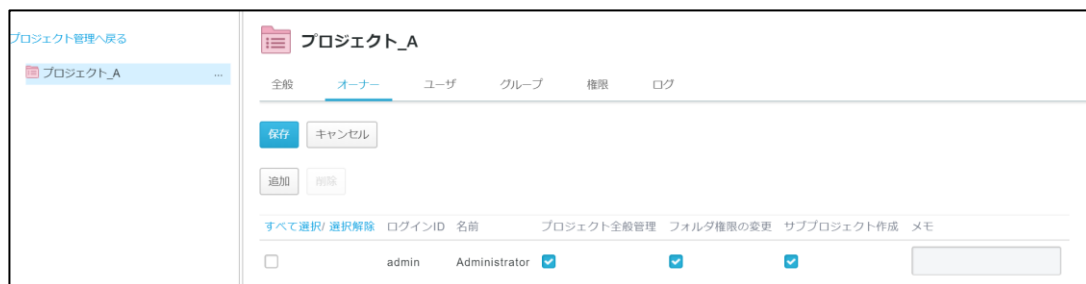 プロジェクト管理へ戻る
プロジェクト_A ...
プロジェクト_A
全般 オーナー ユーザ グループ 権限 ログ
保存 キャンセル
追加 削除
すべて選択/ 選択解除 ログインID 名前 プロジェクト全般管理 フォルダ権限の変更 サブプロジェクト作成 メモ
admin Administrator